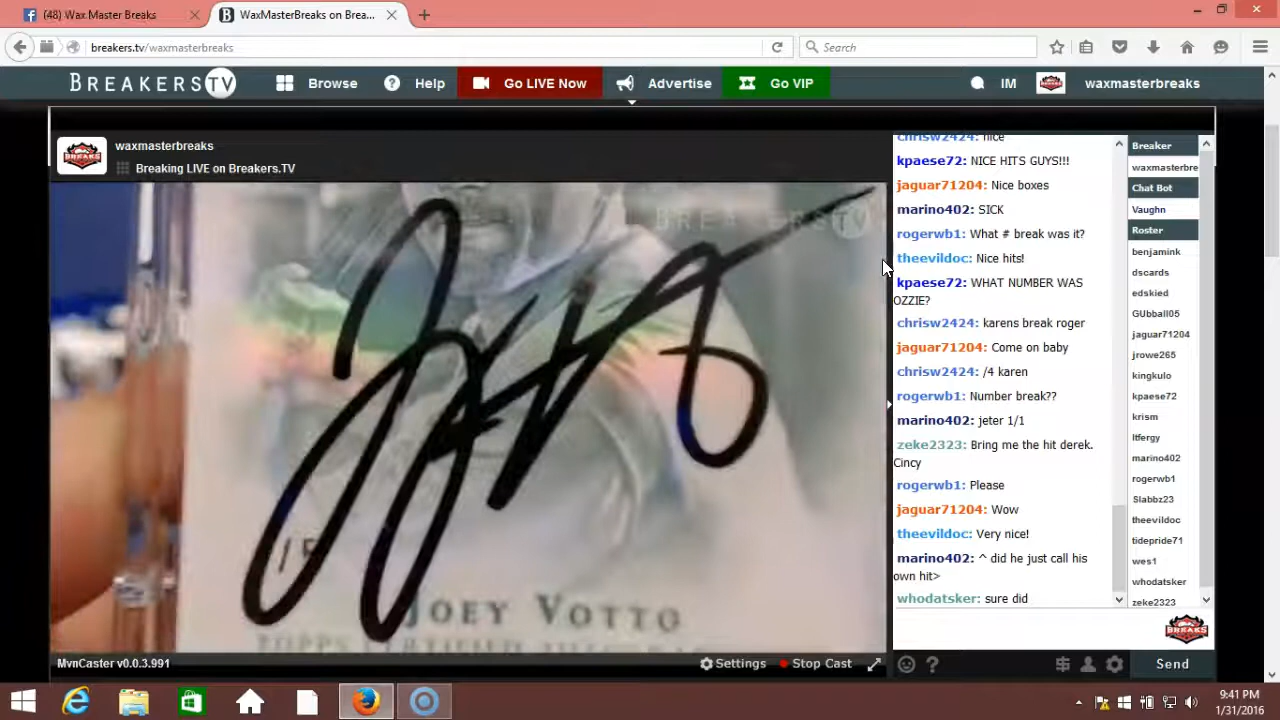 (48) Wax Master Breaks
WaxMasterBreaks on Brea...
breakers.tv/waxmasterbreaks
Search
BREAKERS TV
Browse
Help
Go LIVE Now
Advertise
Go VIP
IM
waxmasterbreaks
waxmasterbreaks
Breaking LIVE on Breakers.TV
BREAKERSTV
JOEY VOTTO
MvnCaster v0.0.3.991
Settings
Stop Cast
chrisw2424: nice
kpaese72: NICE HITS GUYS!!!
jaguar71204: Nice boxes
marino402: SICK
rogerwb1: What # break was it?
theevildoc: Nice hits!
kpaese72: WHAT NUMBER WAS
OZZIE?
chrisw2424: karens break roger
jaguar71204: Come on baby
chrisw2424: /4 karen
rogerwb1: Number break??
marino402: jeter 1/1
zeke2323: Bring me the hit derek.
Cincy
rogerwb1: Please
jaguar71204: Wow
theevildoc: Very nice!
marino402: ^ did he just call his
own hit>
whodatsker: sure did
Send
Breaker
waxmasterbre
Chat Bot
Vaughn
Roster
benjamink
dscards
edskied
GUbball05
jaguar71204
jrowe265
kingkulo
kpaese72
krism
ltfergy
marino402
rogerwb1
Slabbz23
theevildoc
tidepride71
wes1
whodatsker
zeke2323
9:41 PM
1/31/2016